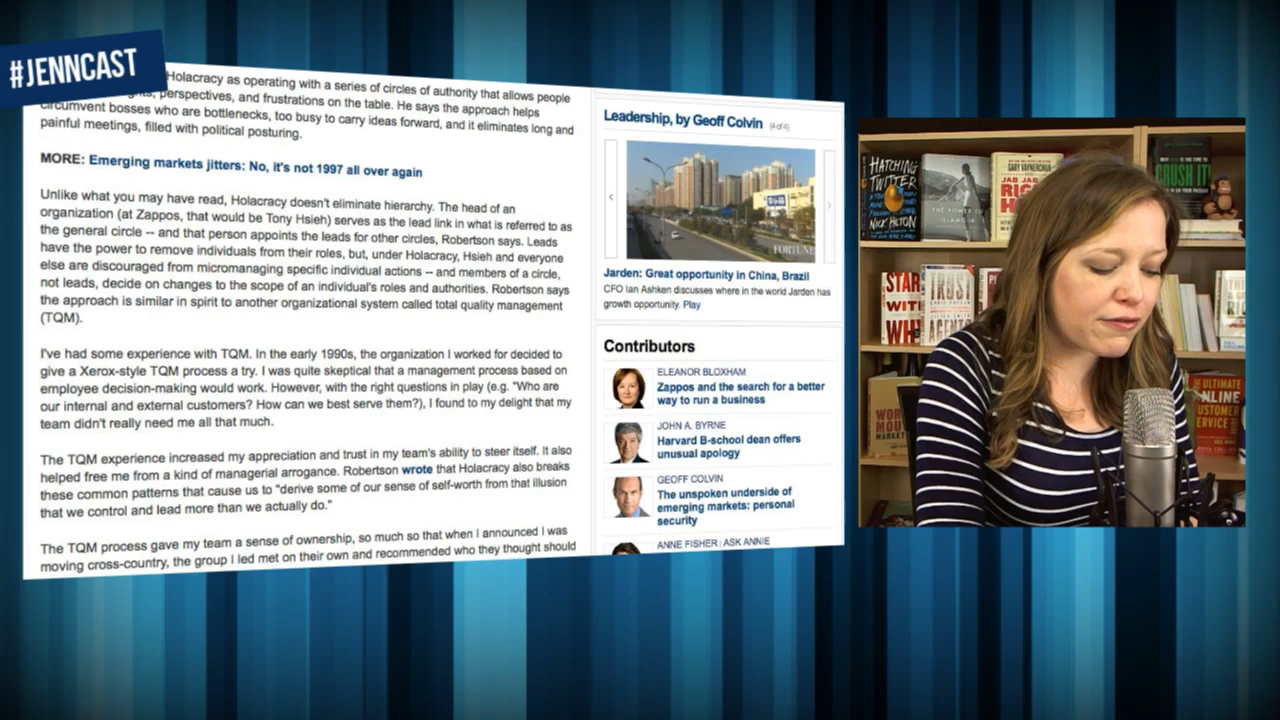 #JENNCAST
Holacracy as operating with a series of circles of authority that allows people
perspectives, and frustrations on the table. He says the approach helps
circumvent bosses who are bottlenecks, too busy to carry ideas forward, and it eliminates long and
painful meetings, filled with political posturing.
MORE: Emerging markets jitters: No, it's not 1997 all over again
Unlike what you may have read, Holacracy doesn't eliminate hierarchy. The head of an
organization (at Zappos, that would be Tony Hsieh) serves as the lead link in what is referred to as
the general circle -- and that person appoints the leads for other circles, Robertson says. Leads
have the power to remove individuals from their roles, but, under Holacracy, Hsieh and everyone
else are discouraged from micromanaging specific individual actions -- and members of a circle,
not leads, decide on changes to the scope of an individual's roles and authorities. Robertson says
the approach is similar in spirit to another organizational system called total quality management
(TQM).
I've had some experience with TQM. In the early 1990s, the organization I worked for decided to
give a Xerox-style TQM process a try. I was quite skeptical that a management process based on
employee decision-making would work. However, with the right questions in play (e.g. "Who are
our internal and external customers? How can we best serve them?), I found to my delight that my
team didn't really need me all that much.
The TQM experience increased my appreciation and trust in my team's ability to steer itself. It also
helped free me from a kind of managerial arrogance. Robertson wrote that Holacracy also breaks
these common patterns that cause us to "derive some of our sense of self-worth from that illusion
that we control and lead more than we actually do."
The TQM process gave my team a sense of ownership, so much so that when I announced I was
moving cross-country, the group I led met on their own and recommended who they thought should
Leadership, by Geoff Colvin (4 of 4)
FORTUNE
Jarden: Great opportunity in China, Brazil
CFO Ian Ashken discusses where in the world Jarden has
growth opportunity. Play
Contributors
ELEANOR BLOXHAM
Zappos and the search for a better
way to run a business
JOHN A. BYRNE
Harvard B-school dean offers
unusual apology
GEOFF COLVIN
The unspoken underside of
emerging markets: personal
security
ANNE FISHER | ASK ANNIE
HATCHING
TWITTER
NICK BILTON
THE POWER OF
GARY VAYNERCHUK
JAB JAB
CRUSH IT!
START
WITH
WHY
TRUST
AGENTS
ULTIMATE
ONLINE
CUSTOMER
SERVICE